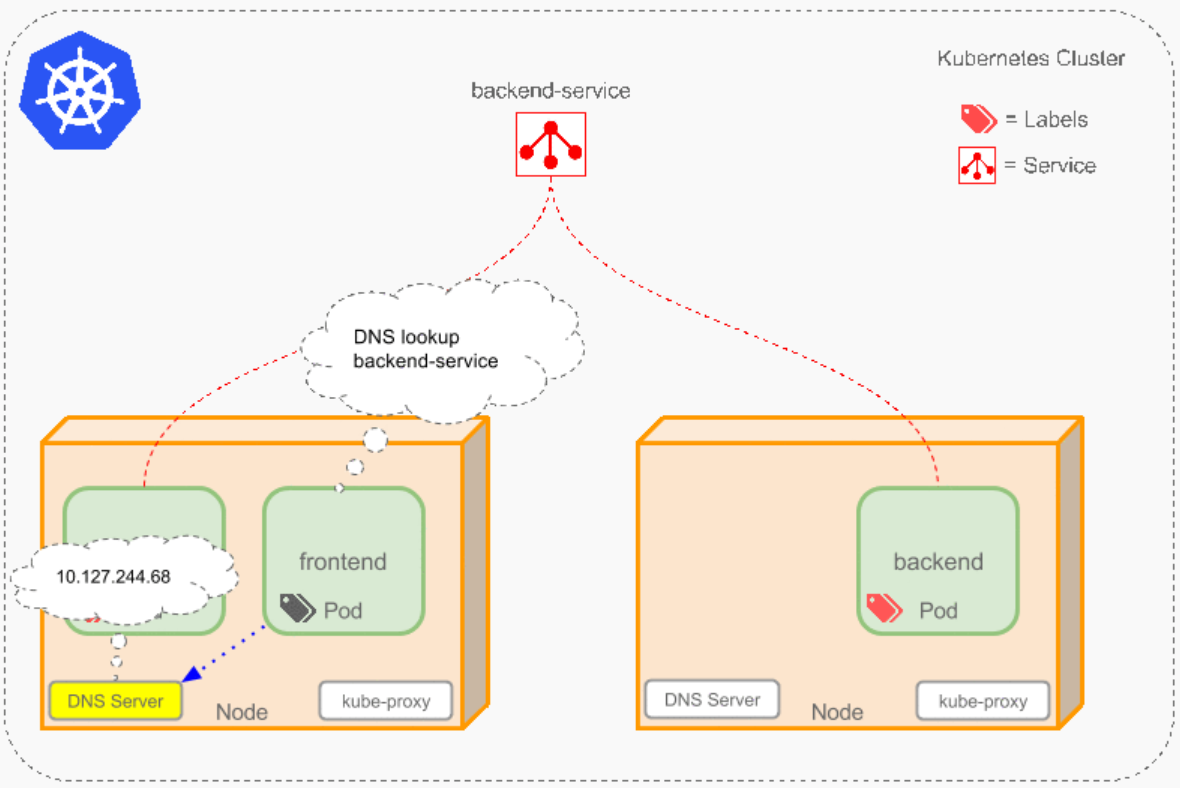 Kubernetes Cluster
backend-service
= Labels
= Service
DNS lookup
backend-service
10.127.244.68
frontend
Pod
backend
Pod
DNS Server
Node
kube-proxy
DNS Server
Node
kube-proxy